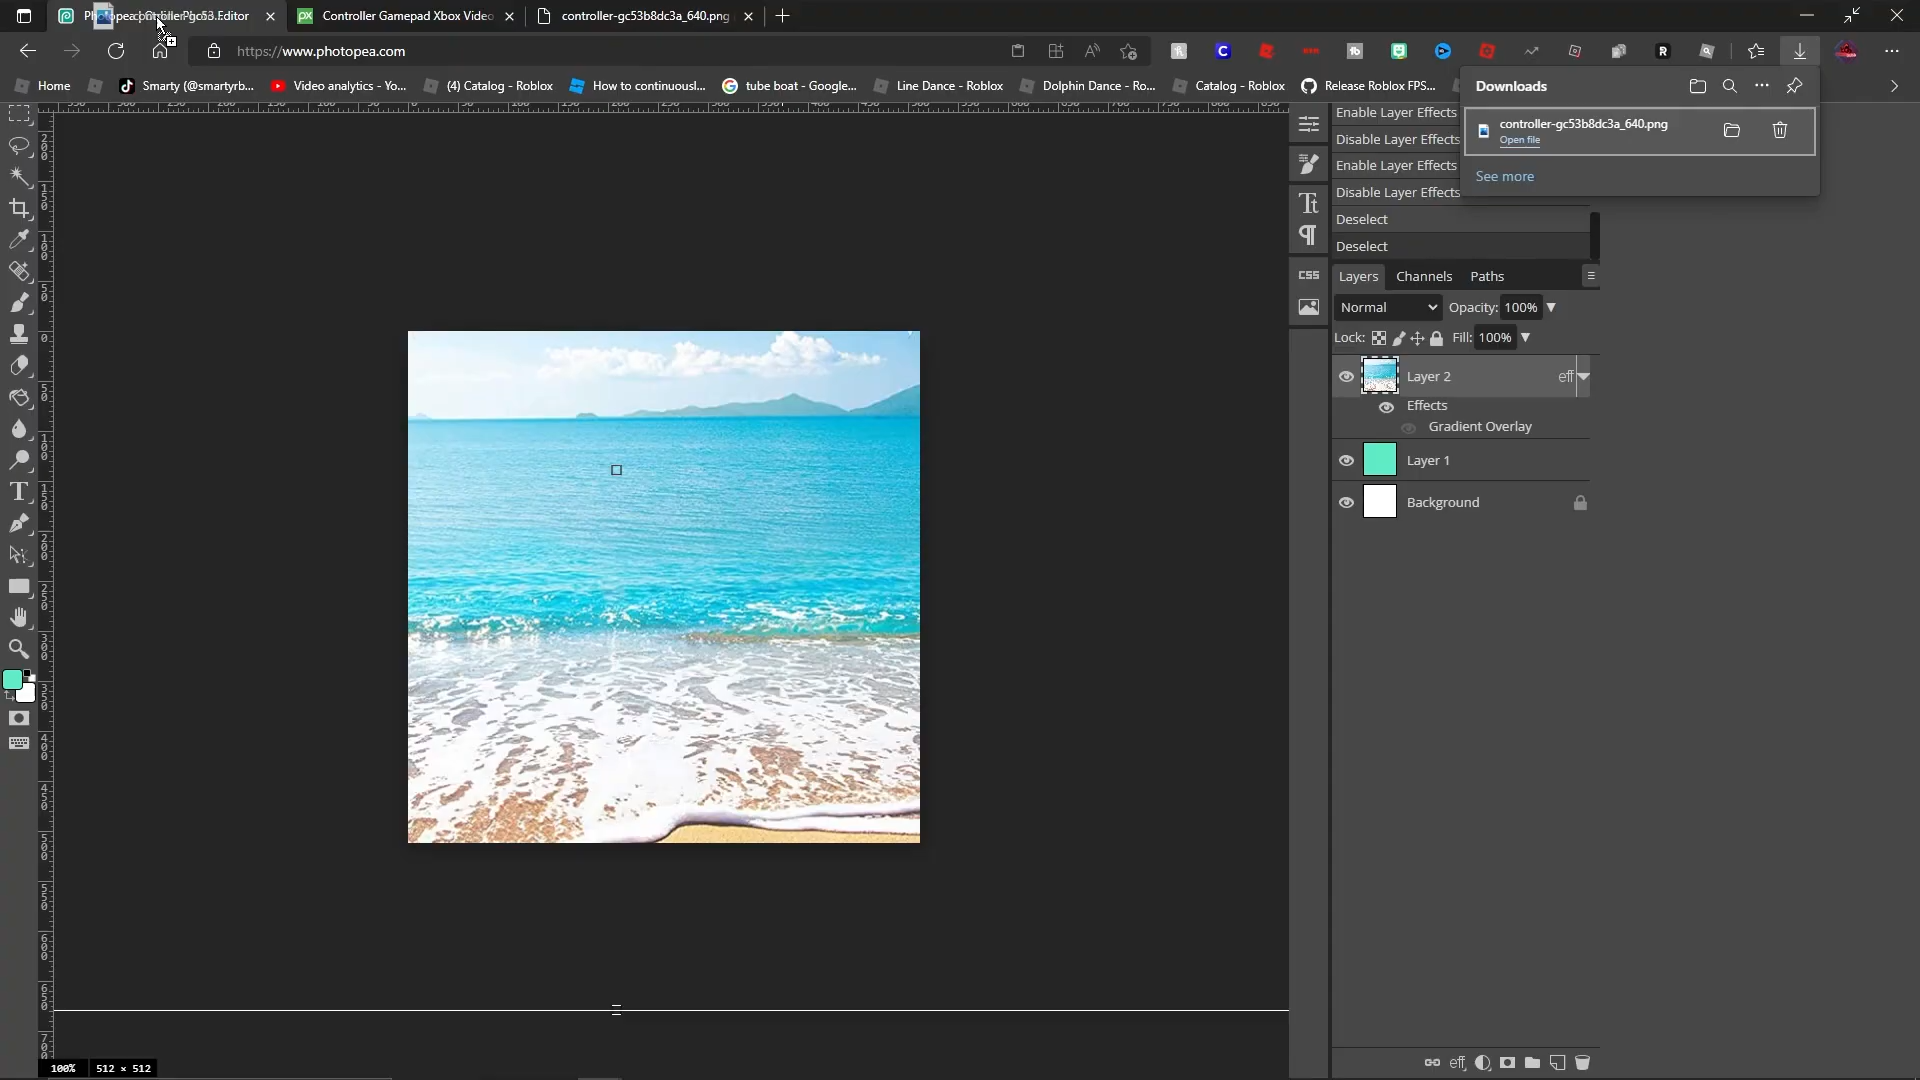 Controller Gamepad Xbox Video
controller-gc53b8dc3a_640.png
https://www.photopea.com
Home
Smarty (@smartyrb...
Video analytics - Yo...
(4) Catalog - Roblox
How to continuousl...
tube boat - Google...
Line Dance - Roblox
Dolphin Dance - Ro...
Catalog - Roblox
Release Roblox FPS...
Downloads
controller-gc53b8dc3a_640.png
Open file
See more
Enable Layer Effects
Disable Layer Effects
Enable Layer Effects
Disable Layer Effects
Deselect
Deselect
CSS
Layers
Channels
Paths
Normal
Opacity: 100%
Lock:
Fill: 100%
Layer 2
eff
Effects
Gradient Overlay
Layer 1
Background
100%
512 × 512
eff